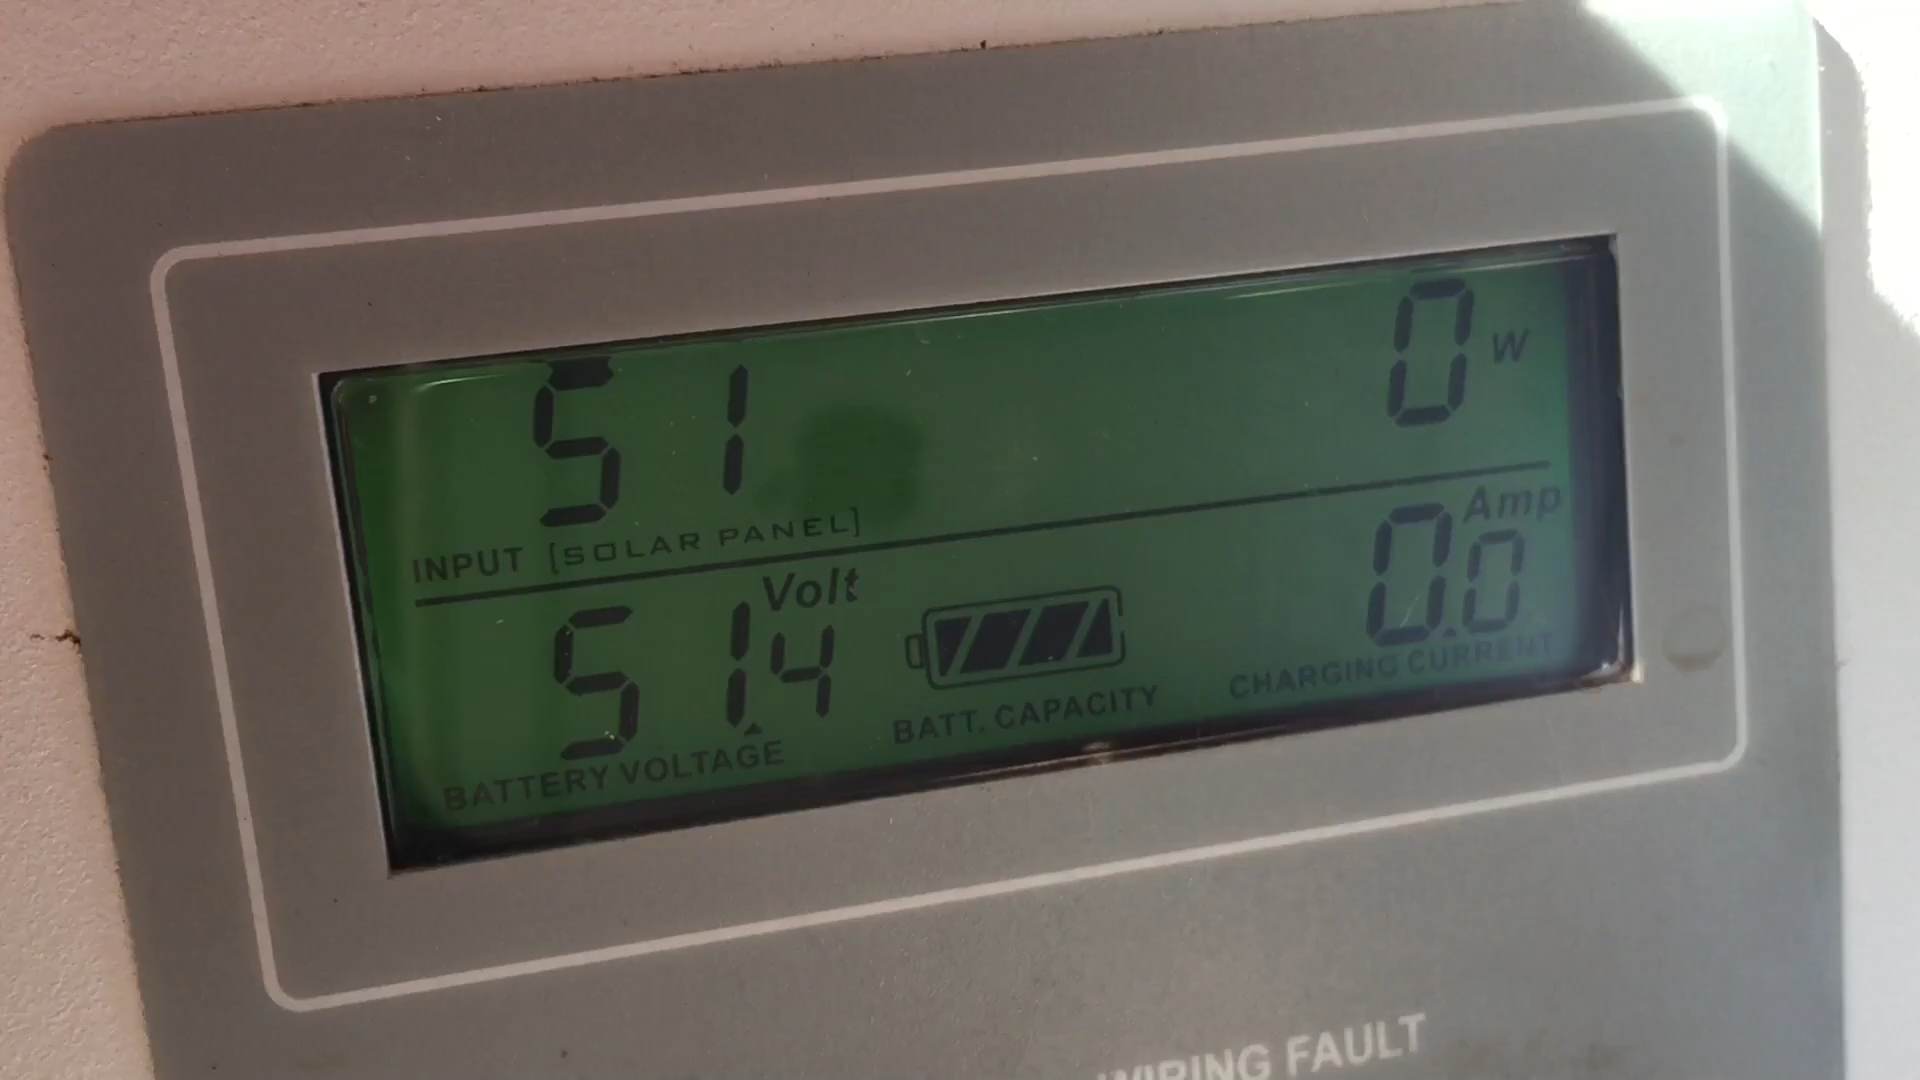 51 0 W
INPUT [SOLAR PANEL]
Volt Amp
51.4 0.0
BATTERY VOLTAGE BATT. CAPACITY CHARGING CURRENT
WIRING FAULT